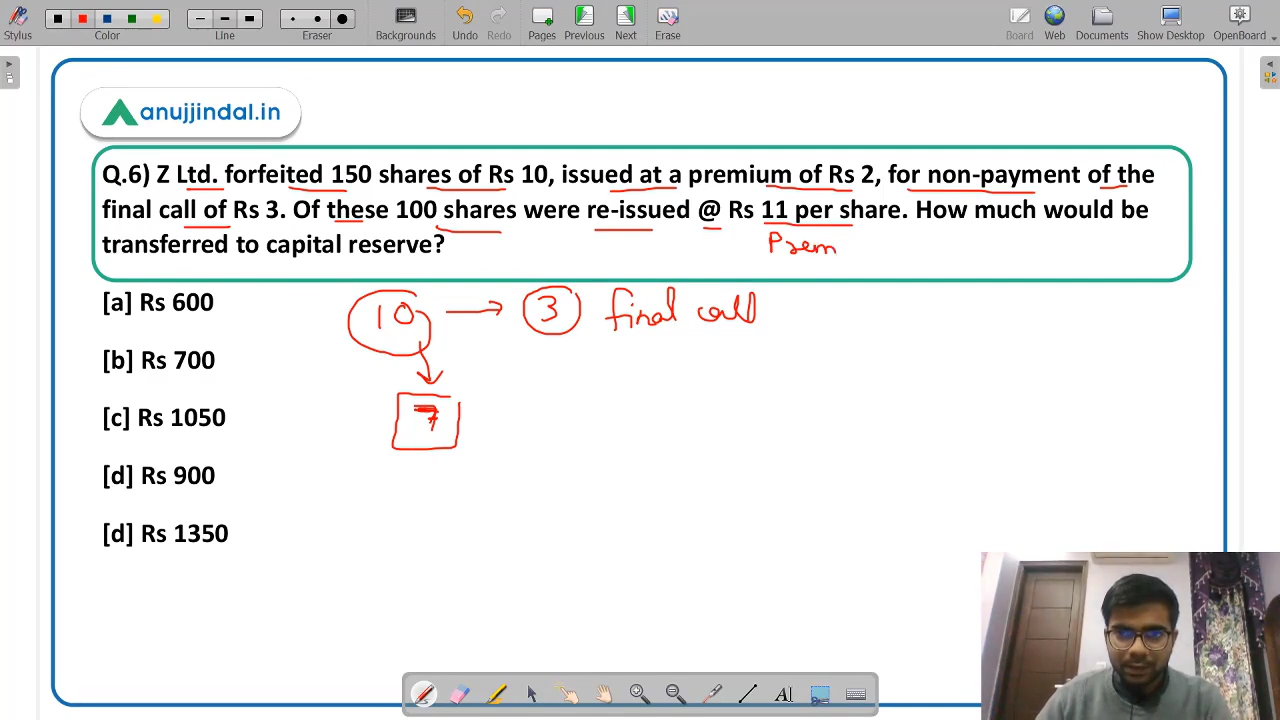 Stylus
Color
Line
Eraser
Backgrounds
Undo
Redo
Pages
Previous
Next
Erase
Board
Web
Documents
Show Desktop
OpenBoard
anujjindal.in
Q.6) Z Ltd. forfeited 150 shares of Rs 10, issued at a premium of Rs 2, for non-payment of the
final call of Rs 3. Of these 100 shares were re-issued @ Rs 11 per share. How much would be
transferred to capital reserve?
Prem
[a] Rs 600
10 → 3 final call
[b] Rs 700
[c] Rs 1050
7
[d] Rs 900
[d] Rs 1350